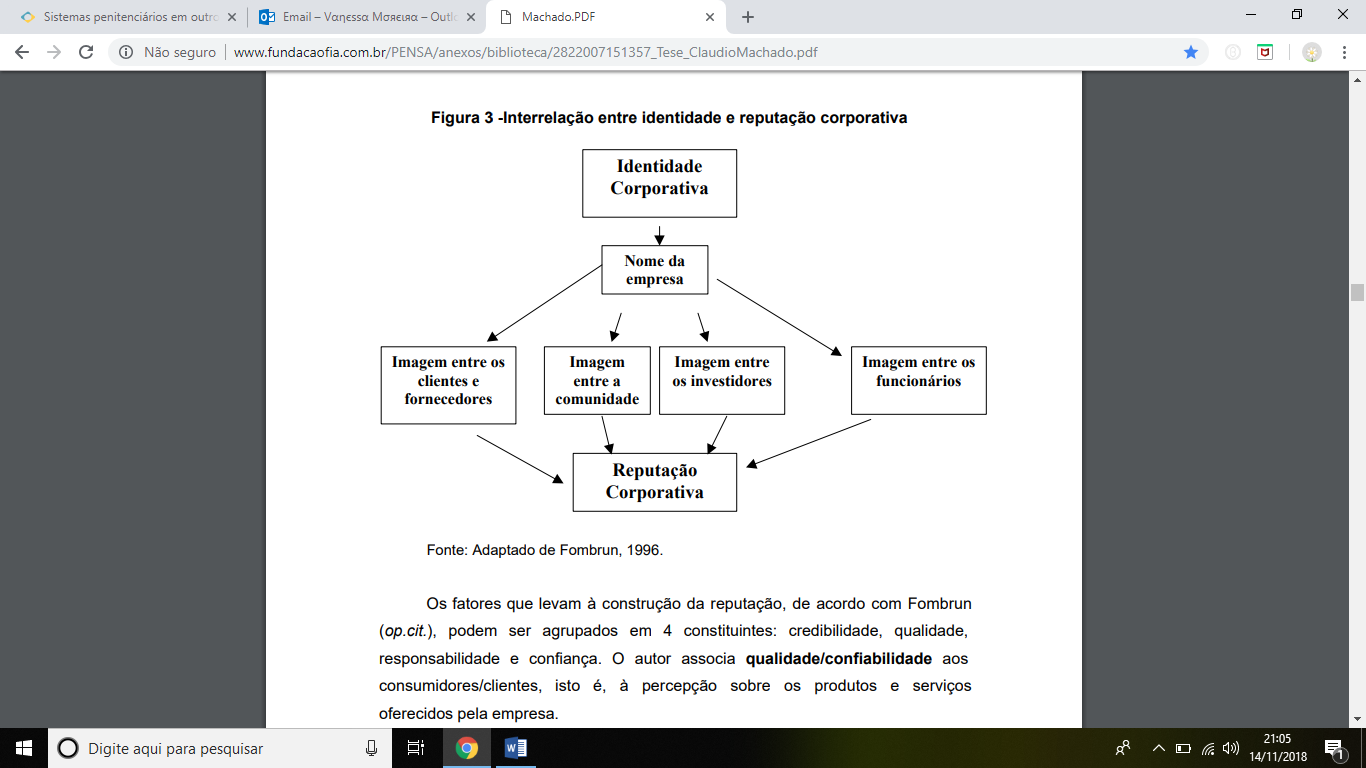 Sistemas penitenciários em outro
Email – Vαηєѕѕα Mσяєιяα – Outlo
Machado.PDF
Não seguro
www.fundacaofia.com.br/PENSA/anexos/biblioteca/2822007151357_Tese_ClaudioMachado.pdf
Figura 3 -Interrelação entre identidade e reputação corporativa
Identidade
Corporativa
Nome da
empresa
Imagem entre os
clientes e
fornecedores
Imagem
entre a
comunidade
Imagem entre
os investidores
Imagem entre os
funcionários
Reputação
Corporativa
Fonte: Adaptado de Fombrun, 1996.
Os fatores que levam à construção da reputação, de acordo com Fombrun
(op.cit.), podem ser agrupados em 4 constituintes: credibilidade, qualidade,
responsabilidade e confiança. O autor associa qualidade/confiabilidade aos
consumidores/clientes, isto é, à percepção sobre os produtos e serviços
oferecidos pela empresa.
Digite aqui para pesquisar
21:05
14/11/2018
1